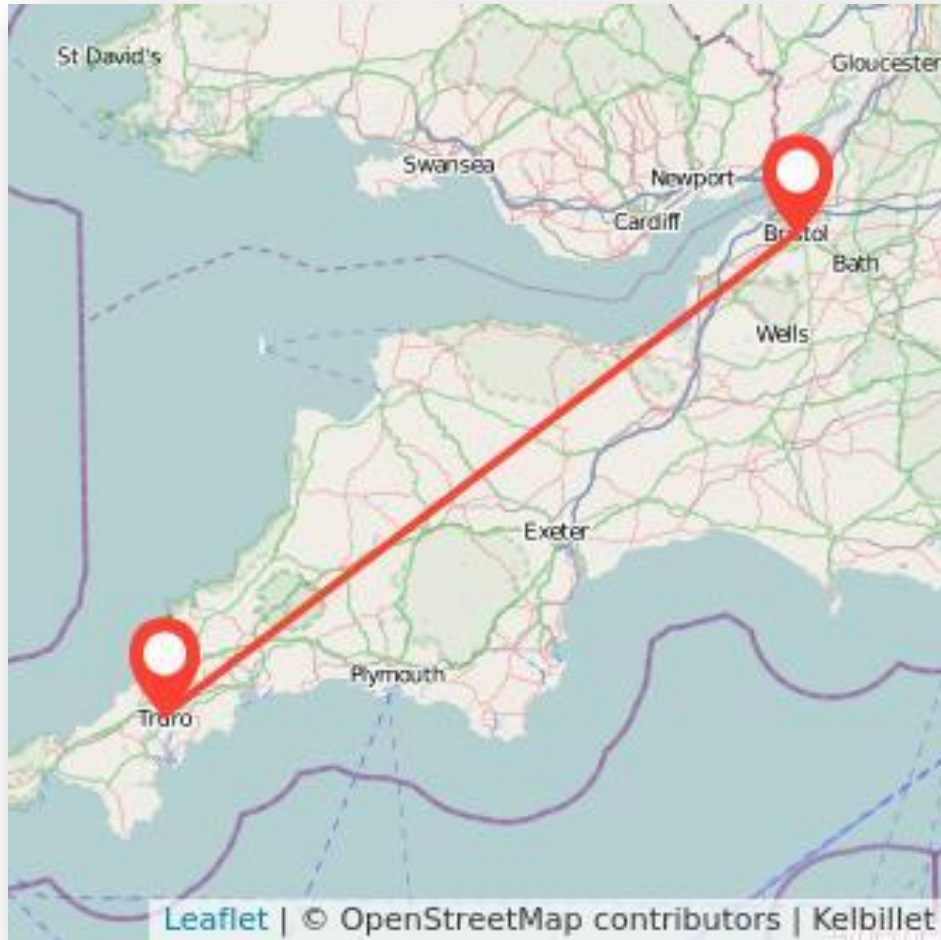 St David's
Gloucester
Swansea
Newport
Cardiff
Bristol
Bath
Wells
Exeter
Plymouth
Truro
Leaflet | © OpenStreetMap contributors | Kelbillet